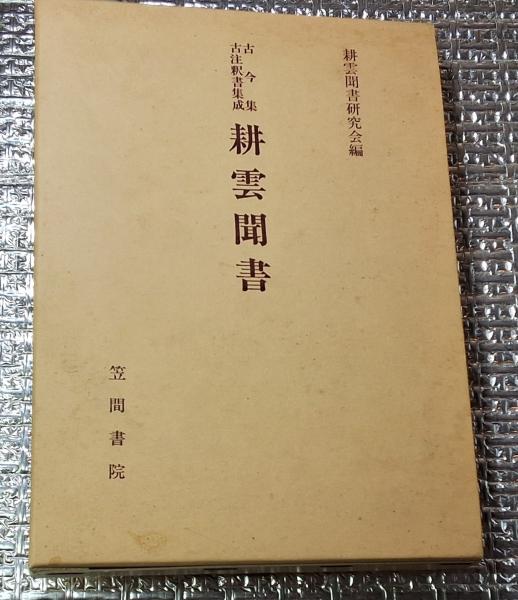 耕雲聞書研究会編
古今集
古注釈書集成
耕雲聞書
笠間書院